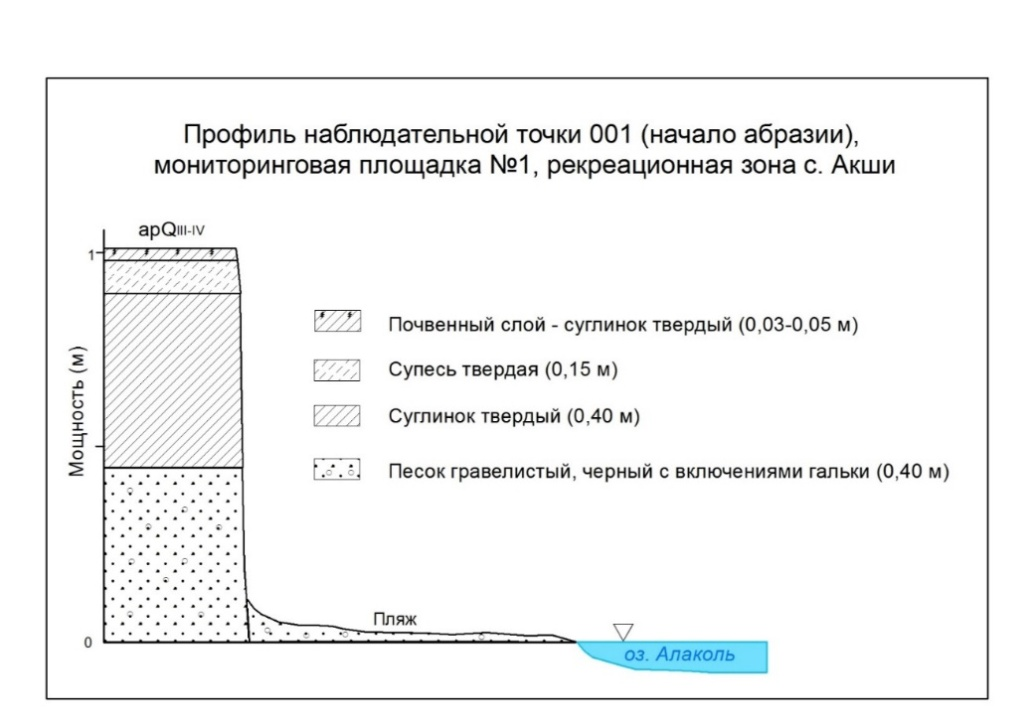 Профиль наблюдательной точки 001 (начало абразии),
мониторинговая площадка №1, рекреационная зона с. Акши
apQIII-IV
1
Мощность (м)
0
Почвенный слой - суглинок твердый (0,03-0,05 м)
Супесь твердая (0,15 м)
Суглинок твердый (0,40 м)
Песок гравелистый, черный с включениями гальки (0,40 м)
Пляж
оз. Алаколь